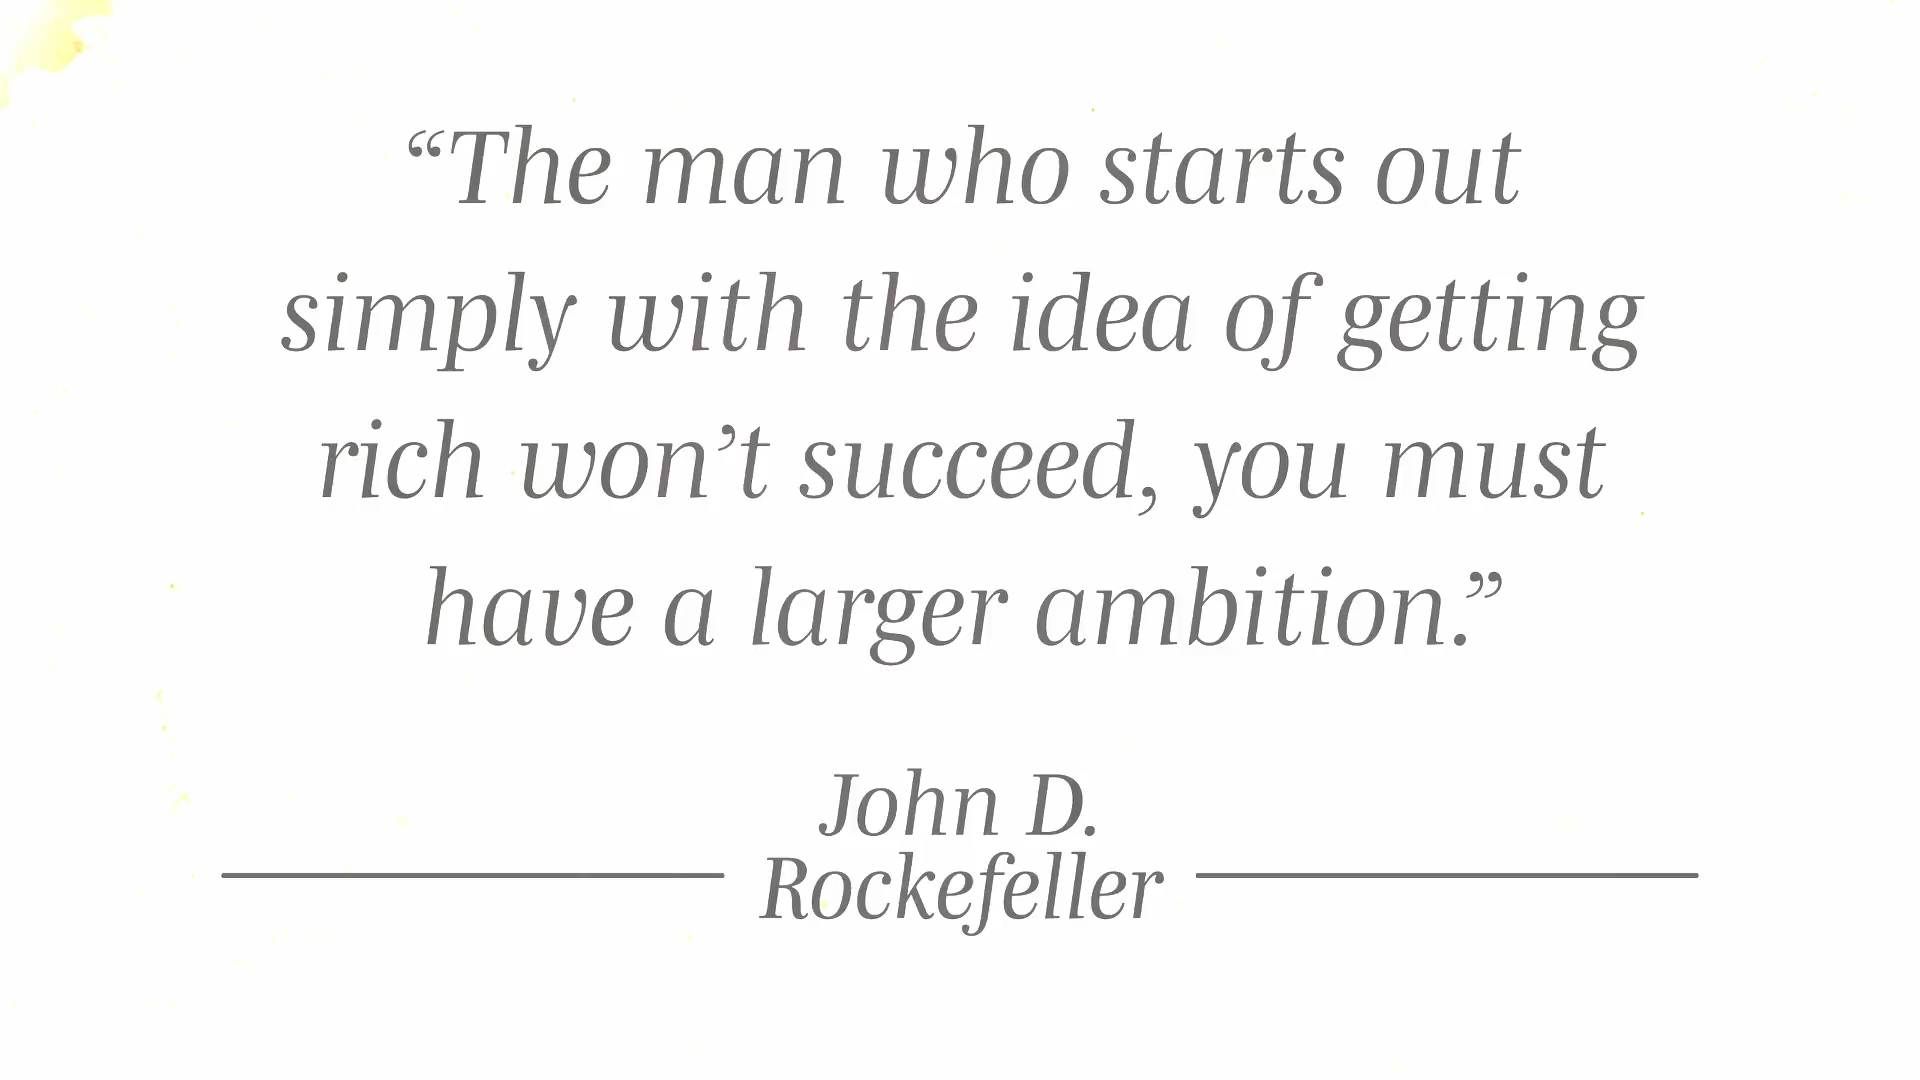 “The man who starts out
simply with the idea of getting
rich won’t succeed, you must
have a larger ambition.”
John D.
Rockefeller